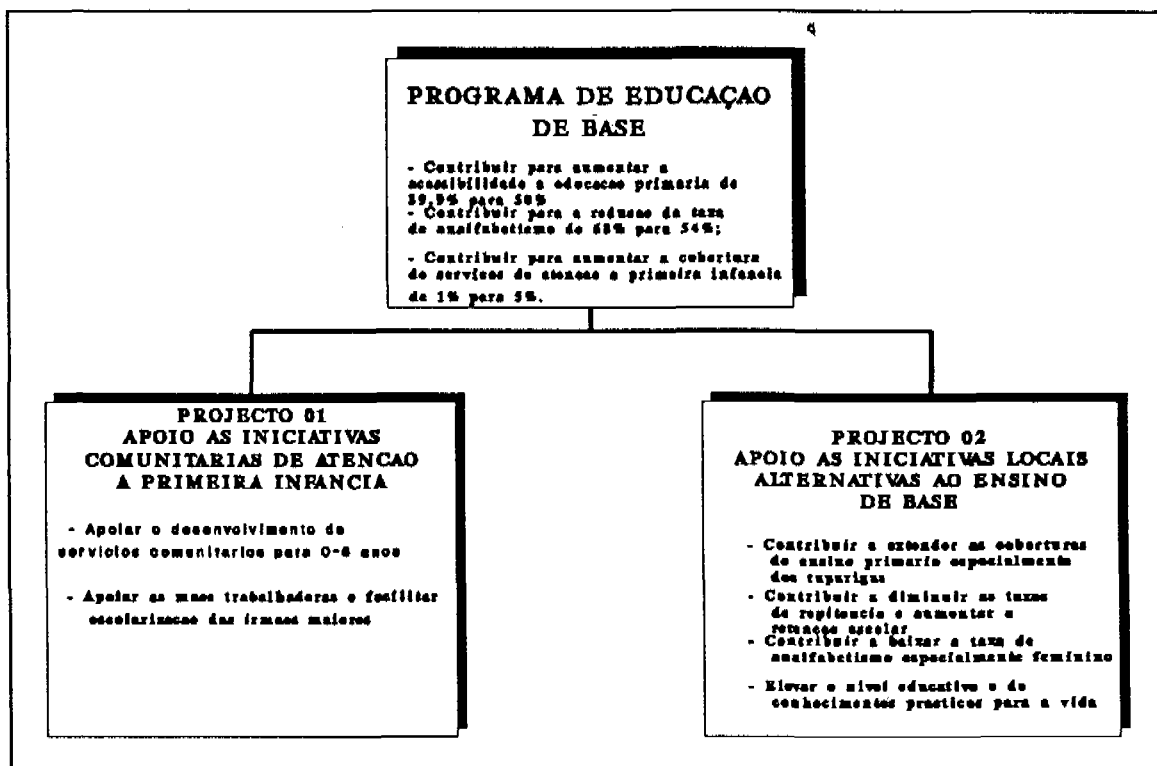 PROGRAMA DE EDUCAÇAO
DE BASE
- Contribuir para aumentar a
acessibilidade a educacao primaria de
39,9% para 50%
- Contribuir para a reducao da taxa
de analfabetismo de 68% para 54%;
- Contribuir para aumentar a cobertura
de serviços de atençao a primeira infancia
de 1% para 5%.
PROJECTO 01
APOIO AS INICIATIVAS
COMUNITARIAS DE ATENCAO
A PRIMEIRA INFANCIA
- Apoiar o desenvolvimento de
servicios comunitarios para 0-6 anos
- Apoiar as maes trabalhadoras e facilitar
escolarizacao das irmaes maiores
PROJECTO 02
APOIO AS INICIATIVAS LOCAIS
ALTERNATIVAS AO ENSINO
DE BASE
- Contribuir a extender as coberturas
do ensino primario especialmente
das raparigas
- Contribuir a diminuir as taxas
de repitencia e aumentar a
retencao escolar
- Contribuir a baixar a taxa de
analfabetismo especialmente feminino
- Elevar o nivel educativo e de
conhecimentos practicos para a vida